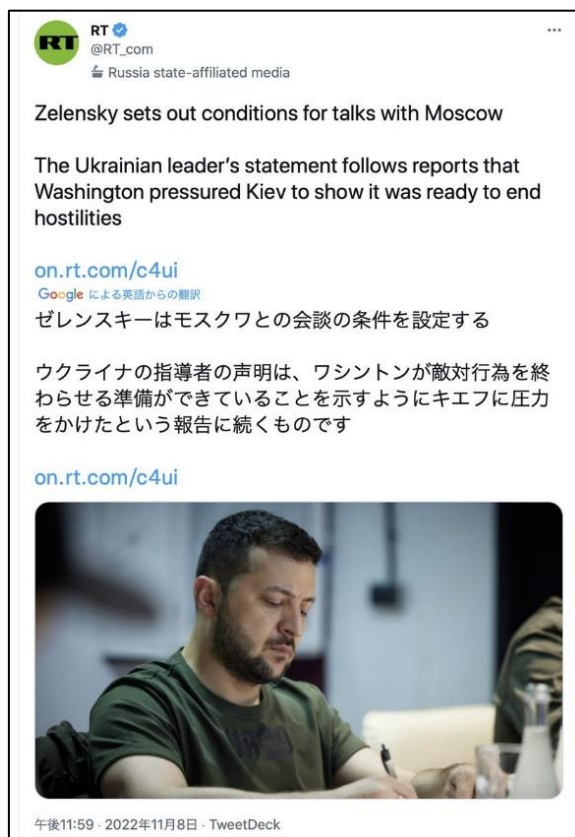 RT
RT
@RT_com
Russia state-affiliated media
Zelensky sets out conditions for talks with Moscow
The Ukrainian leader's statement follows reports that
Washington pressured Kiev to show it was ready to end
hostilities
on.rt.com/c4ui
Google による英語からの翻訳
ゼレンスキーはモスクワとの会談の条件を設定する
ウクライナの指導者の声明は、ワシントンが敵対行為を終
わらせる準備ができていることを示すようにキエフに圧力
をかけたという報告に続くものです
on.rt.com/c4ui
午後11:59 · 2022年11月8日 · TweetDeck